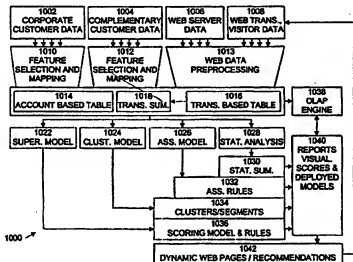 1002
CORPORATE
CUSTOMER DATA
1004
COMPLEMENTARY
CUSTOMER DATA
1006
WEB SERVER
DATA
1008
WEB TRANS./
VISITOR DATA
1010
FEATURE
SELECTION AND
MAPPING
1012
FEATURE
SELECTION AND
MAPPING
1013
WEB DATA
PREPROCESSING
1014
ACCOUNT BASED TABLE
1015
TRANS. SUM.
1016
TRANS. BASED TABLE
1038
OLAP
ENGINE
1022
SUPER. MODEL
1024
CLUST. MODEL
1026
ASS. MODEL
1028
STAT. ANALYSIS
1030
STAT. SUM.
1032
ASS. RULES
1034
CLUSTERS/SEGMENTS
1036
SCORING MODEL & RULES
1040
REPORTS
VISUAL.
SCORES &
DEPLOYED
MODELS
1000
1042
DYNAMIC WEB PAGES / RECOMMENDATIONS